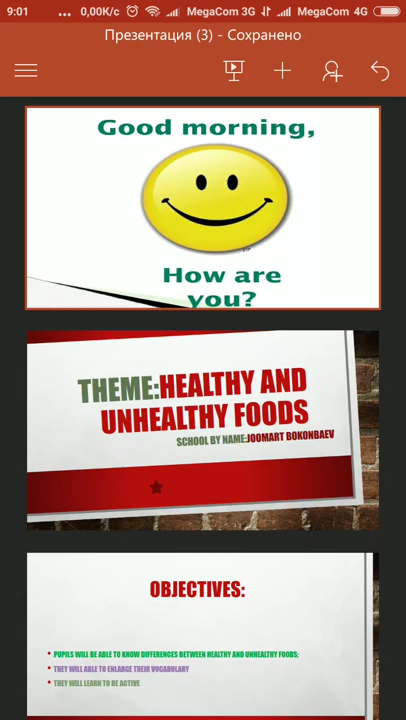 9:01 ... 0,00K/c MegaCom 3G MegaCom 4G
Презентация (3) - Сохранено
Good morning,
How are
you?
THEME:HEALTHY AND
UNHEALTHY FOODS
SCHOOL BY NAME:JOOMART BOKONBAEV
OBJECTIVES:
• PUPILS WILL BE ABLE TO KNOW DIFFERENCES BETWEEN HEALTHY AND UNHEALTHY FOODS;
• THEY WILL ABLE TO ENLARGE THEIR VOCABULARY
• THEY WILL LEARN TO BE ACTIVE